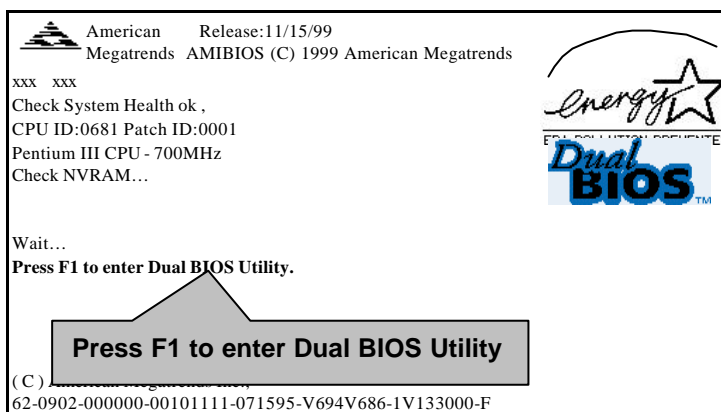 American Release:11/15/99
Megatrends AMIBIOS (C) 1999 American Megatrends
xxx xxx
Check System Health ok ,
CPU ID:0681 Patch ID:0001
Pentium III CPU - 700MHz
Check NVRAM…
energy
Dual
BIOS TM
Wait…
Press F1 to enter Dual BIOS Utility.
Press F1 to enter Dual BIOS Utility
( C )
62-0902-000000-00101111-071595-V694V686-1V133000-F